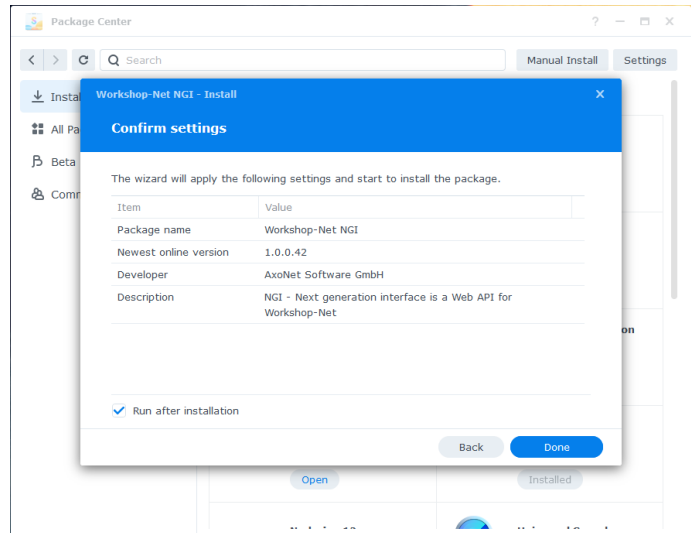 Package Center
Search
Manual Install
Settings
All
Beta
Workshop-Net NGI - Install
Confirm settings
The wizard will apply the following settings and start to install the package.
Item Value
Package name Workshop-Net NGI
Newest online version 1.0.0.42
Developer AxoNet Software GmbH
Description NGI - Next generation interface is a Web API for
Workshop-Net
Run after installation
Back Done
Open
Installed